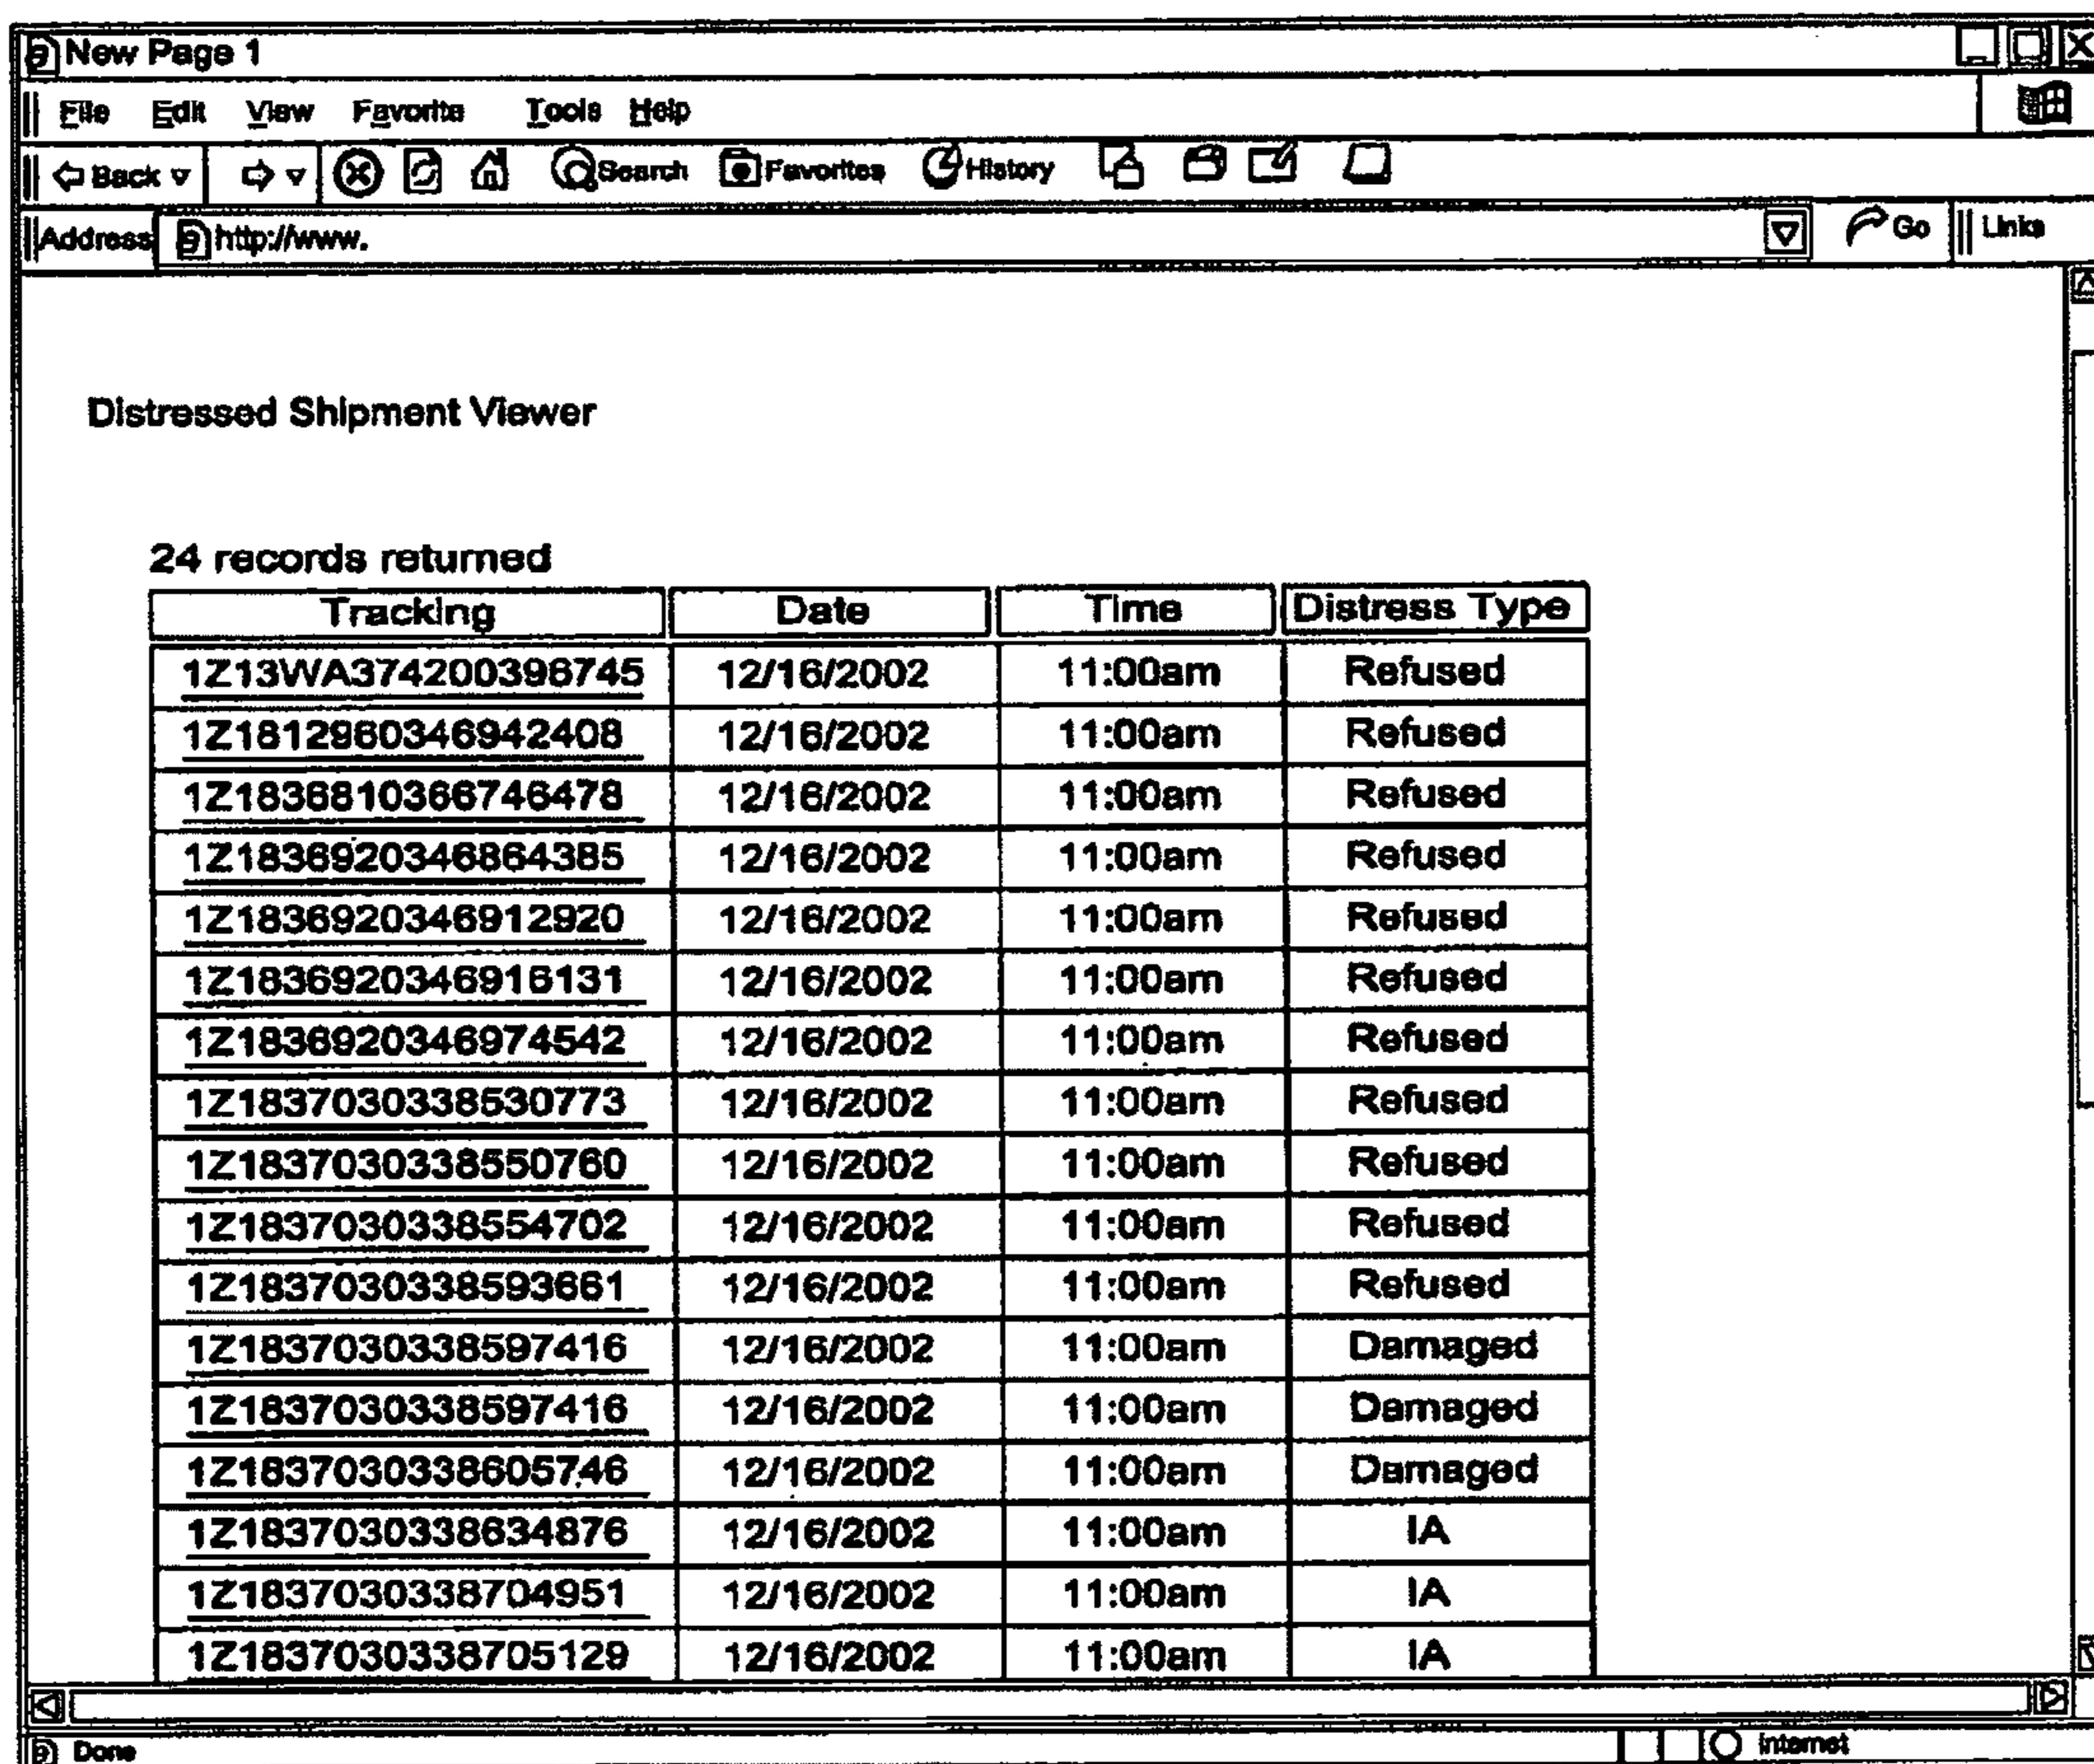 New Page 1
File Edit View Favorite Tools Help
Back Search Favorites History
Address http://www. Go Links
Distressed Shipment Viewer
24 records returned
Tracking Date Time Distress Type
1Z13WA374200396745 12/16/2002 11:00am Refused
1Z1812960346942408 12/16/2002 11:00am Refused
1Z1836810366746478 12/16/2002 11:00am Refused
1Z1836920346864385 12/16/2002 11:00am Refused
1Z1836920346912920 12/16/2002 11:00am Refused
1Z1836920346916131 12/16/2002 11:00am Refused
1Z1836920346974542 12/16/2002 11:00am Refused
1Z1837030338530773 12/16/2002 11:00am Refused
1Z1837030338550760 12/16/2002 11:00am Refused
1Z1837030338554702 12/16/2002 11:00am Refused
1Z1837030338593661 12/16/2002 11:00am Refused
1Z1837030338597416 12/16/2002 11:00am Damaged
1Z1837030338597416 12/16/2002 11:00am Damaged
1Z1837030338605746 12/16/2002 11:00am Damaged
1Z1837030338634876 12/16/2002 11:00am IA
1Z1837030338704951 12/16/2002 11:00am IA
1Z1837030338705129 12/16/2002 11:00am IA
Done internet